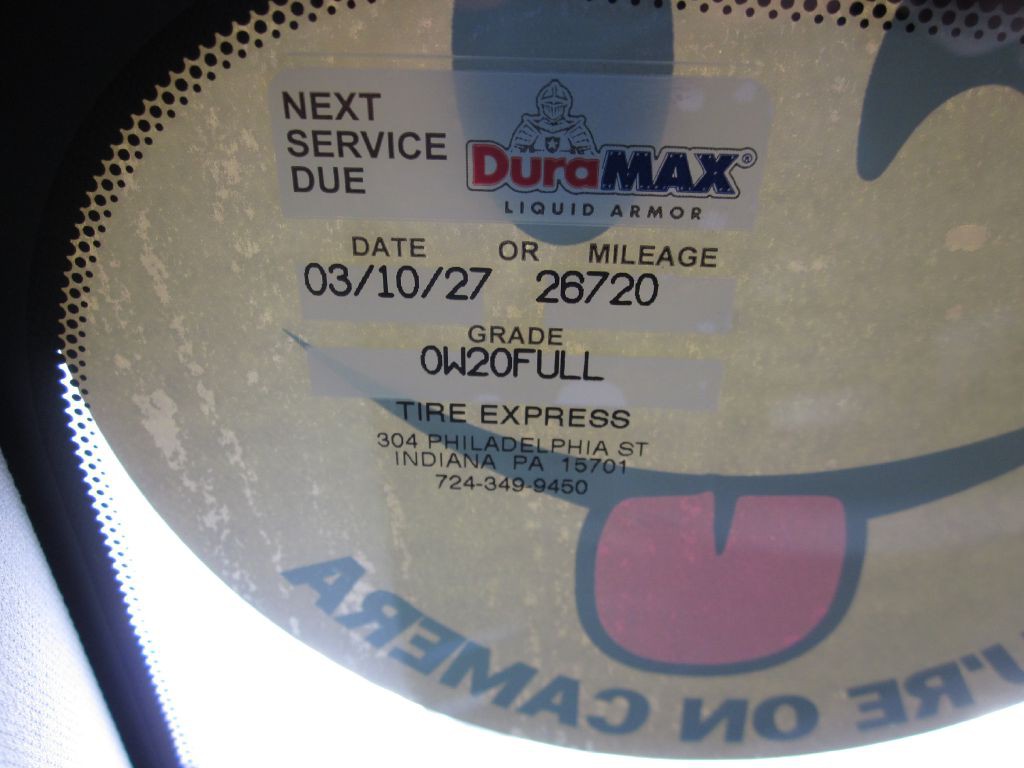 NEXT
SERVICE
DUE
DuraMAX®
LIQUID ARMOR
DATE OR MILEAGE
03/10/27 26720
GRADE
0W20FULL
TIRE EXPRESS
304 PHILADELPHIA ST
INDIANA PA 15701
724-349-9450
U'RE ON CAMERA